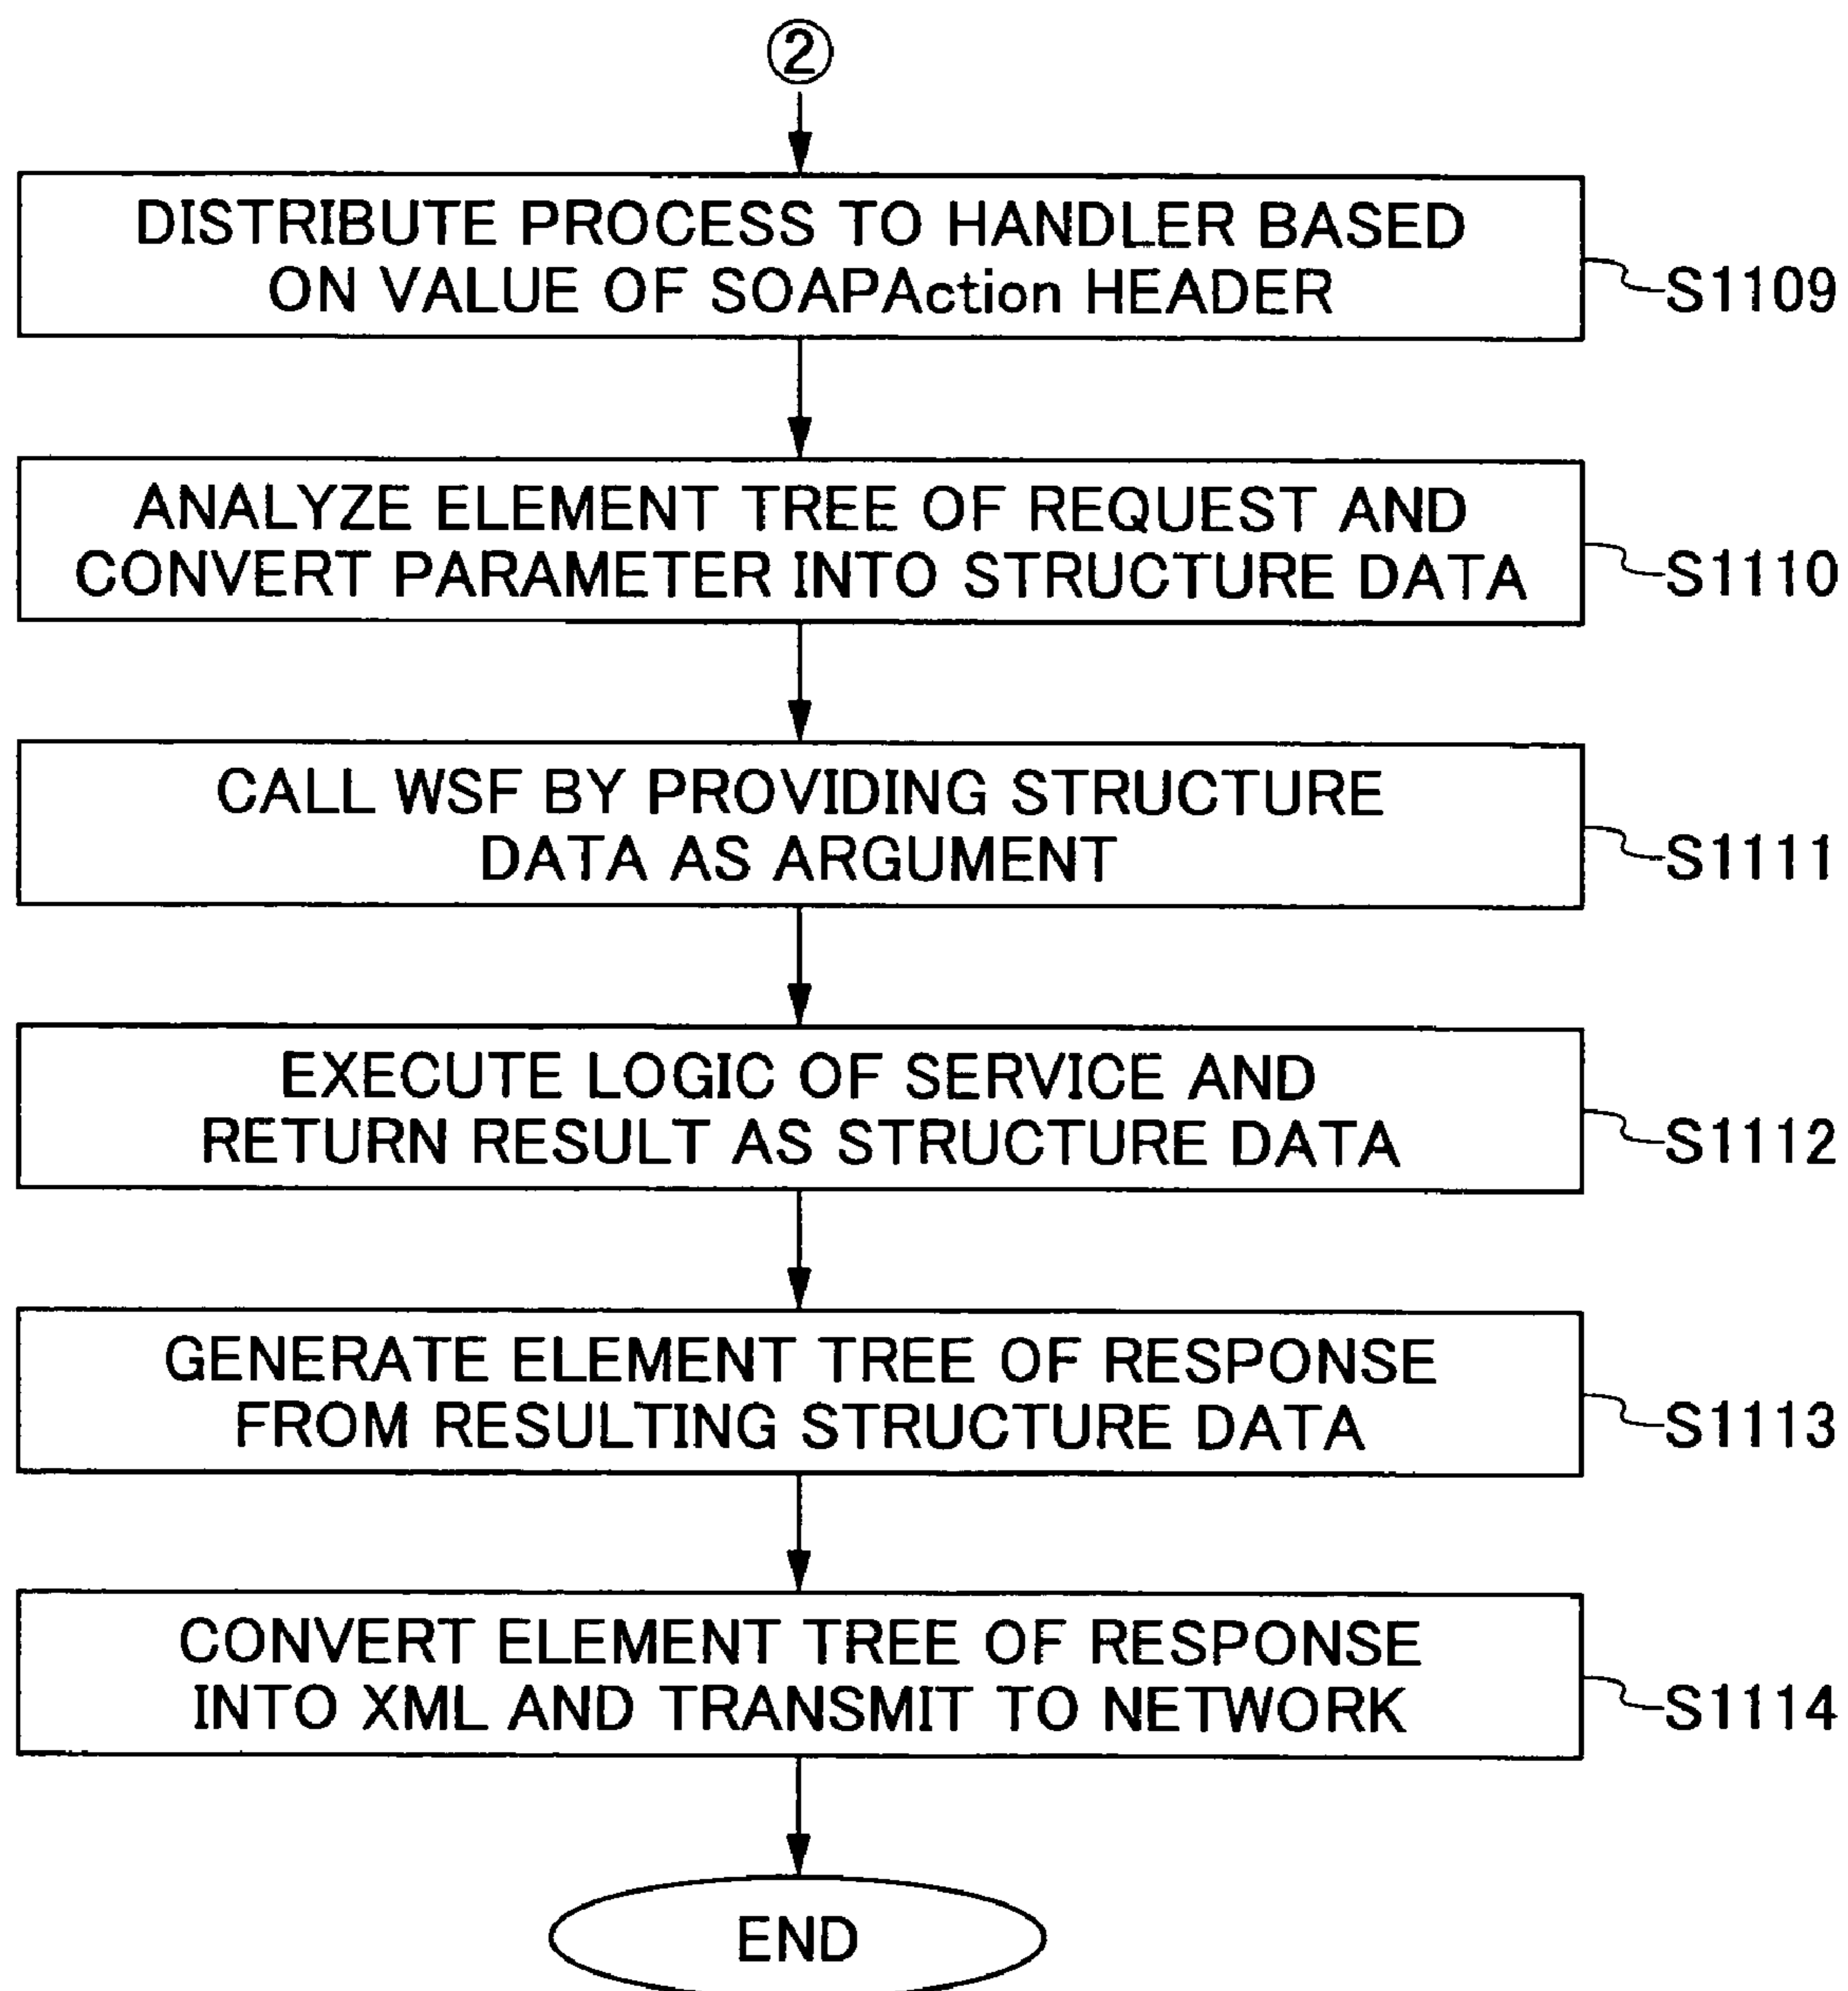 ②
DISTRIBUTE PROCESS TO HANDLER BASED
ON VALUE OF SOAPAction HEADER
S1109
ANALYZE ELEMENT TREE OF REQUEST AND
CONVERT PARAMETER INTO STRUCTURE DATA
S1110
CALL WSF BY PROVIDING STRUCTURE
DATA AS ARGUMENT
S1111
EXECUTE LOGIC OF SERVICE AND
RETURN RESULT AS STRUCTURE DATA
S1112
GENERATE ELEMENT TREE OF RESPONSE
FROM RESULTING STRUCTURE DATA
S1113
CONVERT ELEMENT TREE OF RESPONSE
INTO XML AND TRANSMIT TO NETWORK
S1114
END